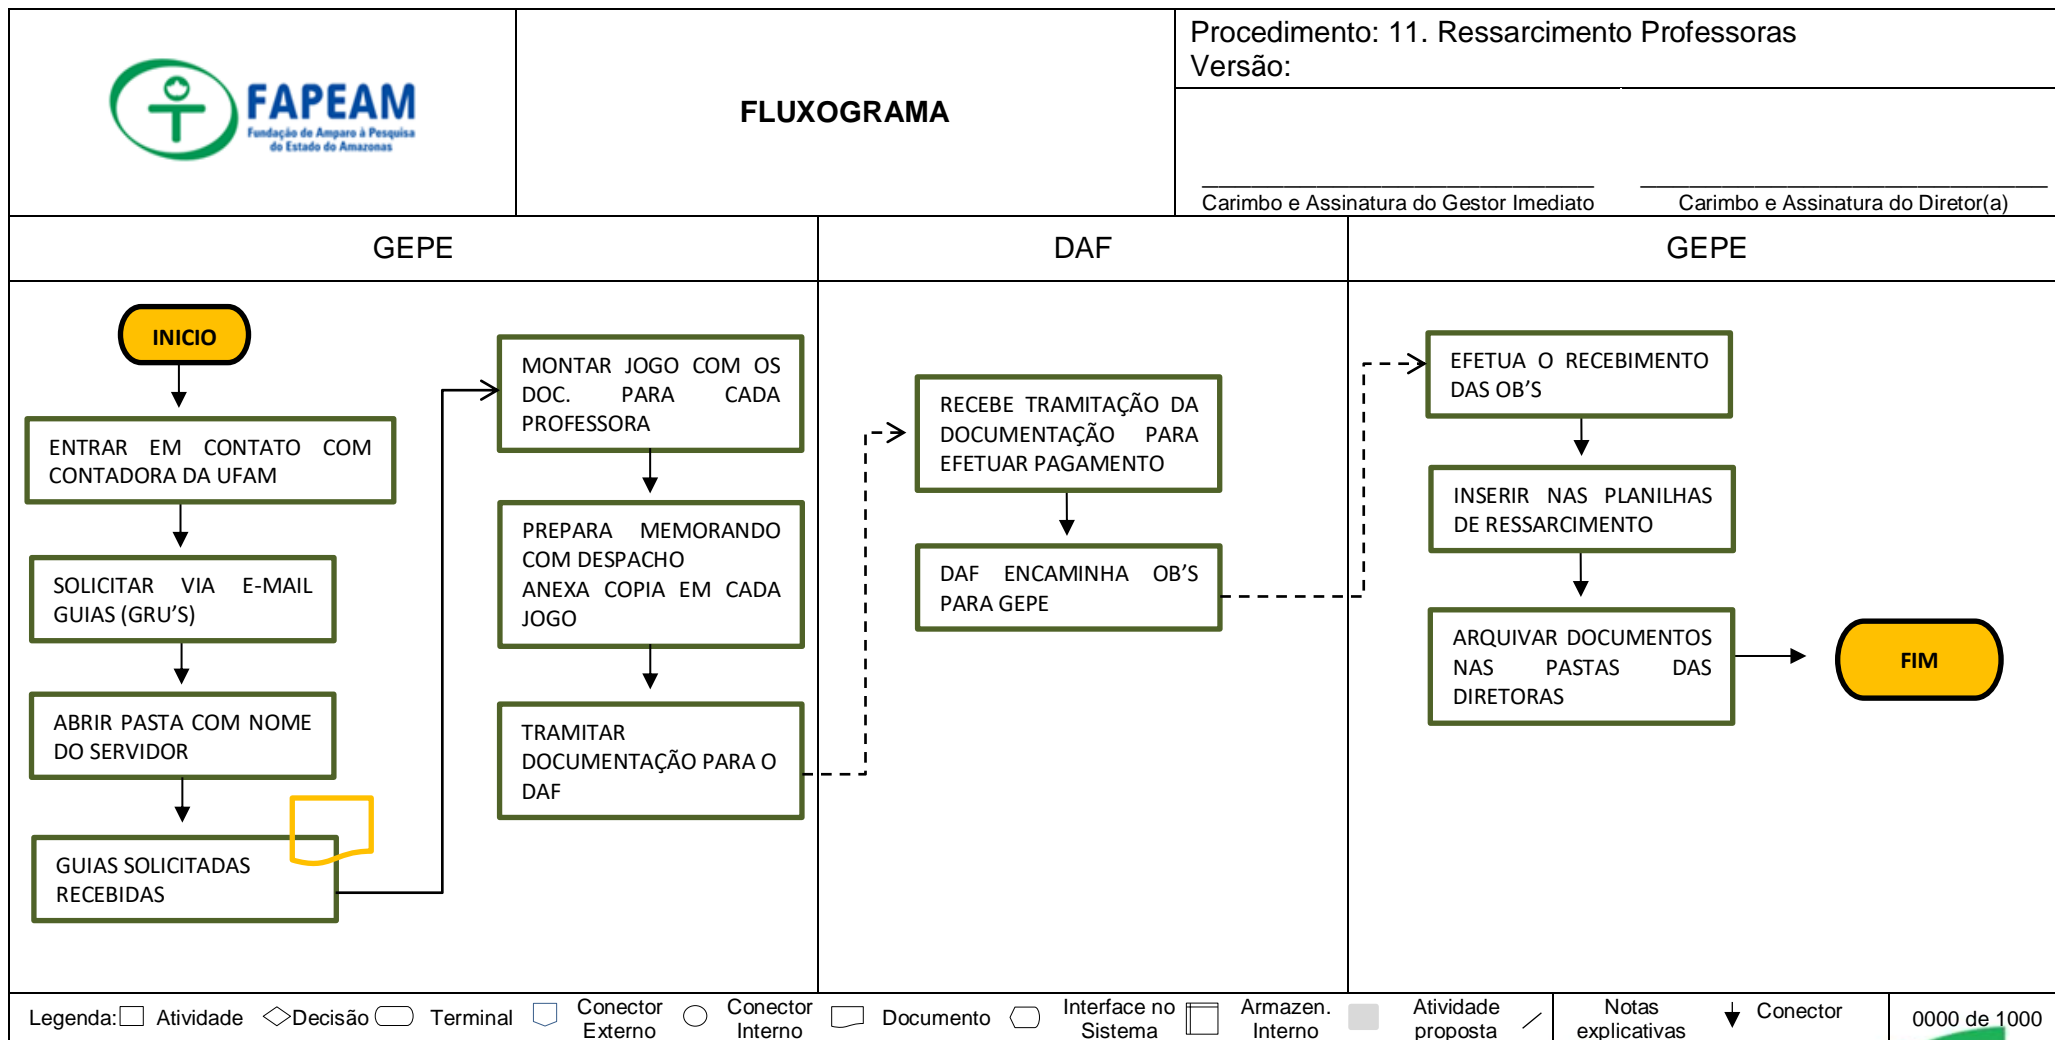 FAPEAM
Fundação de Amparo à Pesquisa
do Estado do Amazonas
FLUXOGRAMA
Procedimento: 11. Ressarcimento Professoras
Versão:
Carimbo e Assinatura do Gestor Imediato
Carimbo e Assinatura do Diretor(a)
GEPE
DAF
GEPE
INICIO
ENTRAR EM CONTATO COM
CONTADORA DA UFAM
SOLICITAR VIA E-MAIL
GUIAS (GRU'S)
ABRIR PASTA COM NOME
DO SERVIDOR
GUIAS SOLICITADAS
RECEBIDAS
MONTAR JOGO COM OS
DOC. PARA CADA
PROFESSORA
PREPARA MEMORANDO
COM DESPACHO
ANEXA COPIA EM CADA
JOGO
TRAMITAR
DOCUMENTAÇÃO PARA O
DAF
RECEBE TRAMITAÇÃO DA
DOCUMENTAÇÃO PARA
EFETUAR PAGAMENTO
DAF ENCAMINHA OB'S
PARA GEPE
EFETUA O RECEBIMENTO
DAS OB'S
INSERIR NAS PLANILHAS
DE RESSARCIMENTO
ARQUIVAR DOCUMENTOS
NAS PASTAS DAS
DIRETORAS
FIM
Legenda:
Atividade
Decisão
Terminal
Conector
Externo
Conector
Interno
Documento
Interface no
Sistema
Armazen.
Interno
Atividade
proposta
Notas
explicativas
Conector
0000 de 1000